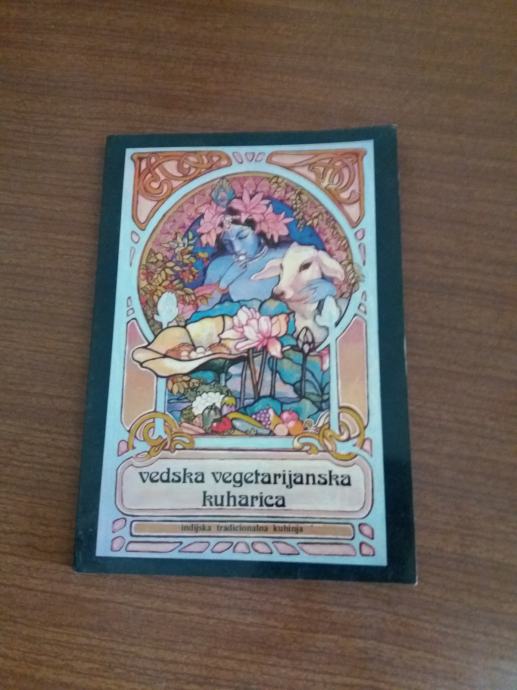 vedska vegetarijanska
kuharica
indijska tradicionalna kuhinja